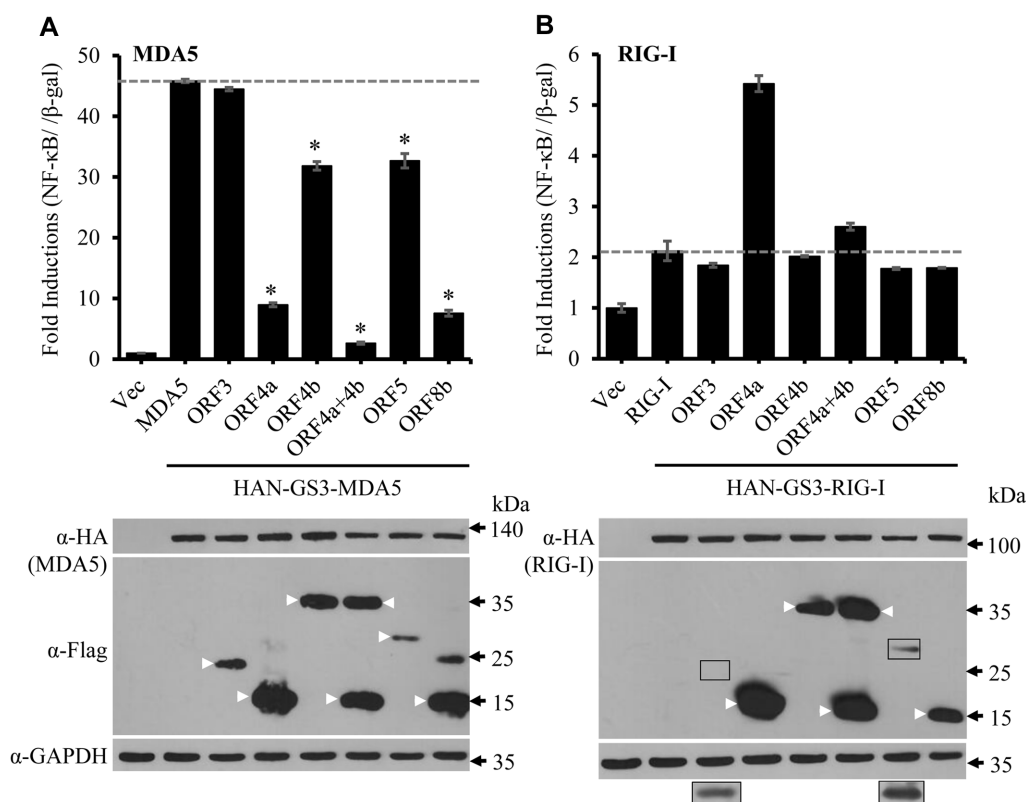 A
MDA5
Fold Inductions (NF-κB/ /β-gal)
50
40
30
20
10
0
*
*
*
*
*
Vec
MDA5
ORF3
ORF4a
ORF4b
ORF4a+4b
ORF5
ORF8b
HAN-GS3-MDA5
kDa
α-HA
(MDA5)
140
α-Flag
35
25
15
α-GAPDH
35
B
RIG-I
Fold Inductions (NF-κB/ /β-gal)
6
5
4
3
2
1
0
Vec
RIG-I
ORF3
ORF4a
ORF4b
ORF4a+4b
ORF5
ORF8b
HAN-GS3-RIG-I
kDa
α-HA
(RIG-I)
100
35
25
15
35